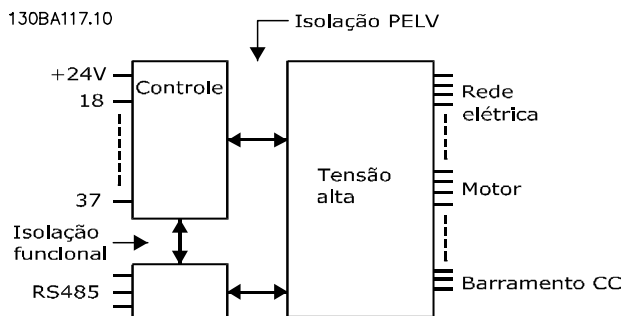 130BA117.10
Isolação PELV
+24V
Controle
18
37
Tensão
alta
Rede
elétrica
Motor
Barramento CC
Isolação
funcional
RS485